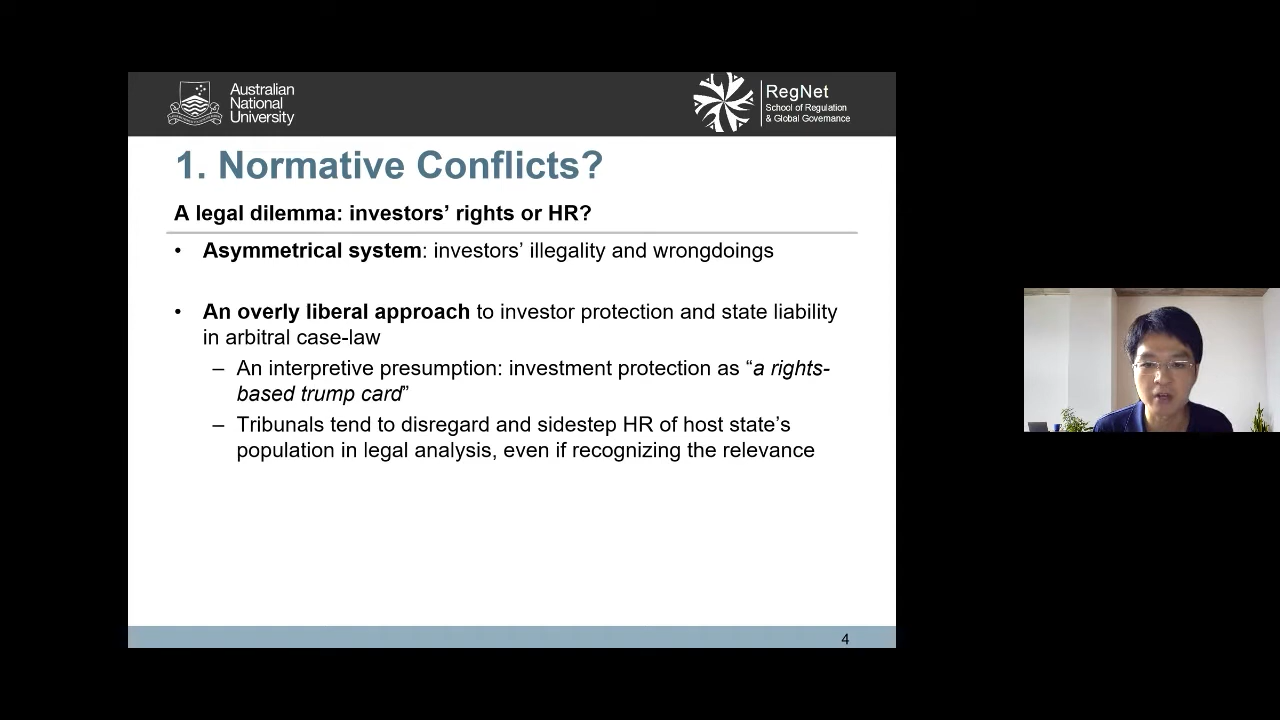 Australian
National
University
RegNet
School of Regulation
& Global Governance
1. Normative Conflicts?
A legal dilemma: investors’ rights or HR?
• Asymmetrical system: investors’ illegality and wrongdoings
• An overly liberal approach to investor protection and state liability
in arbitral case-law
– An interpretive presumption: investment protection as “a rights-
based trump card”
– Tribunals tend to disregard and sidestep HR of host state’s
population in legal analysis, even if recognizing the relevance
4